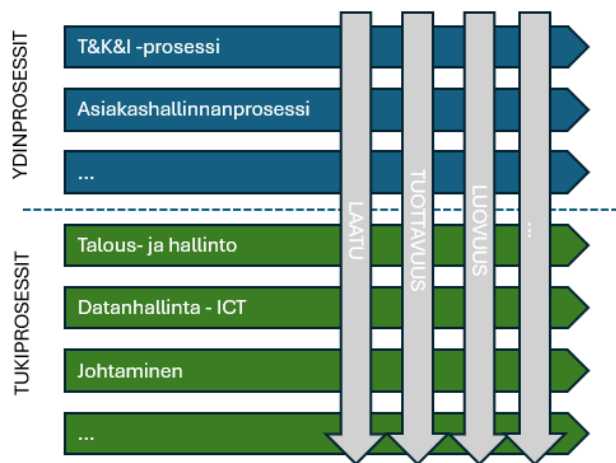 YDINPROSESSIT
T&K&I -prosessi
Asiakashallinnanprosessi
...
TUKIPROSESSIT
Talous- ja hallinto
Datanhallinta - ICT
Johtaminen
...
LAATU
TUOTTAVUUS
LUOVUUS
...